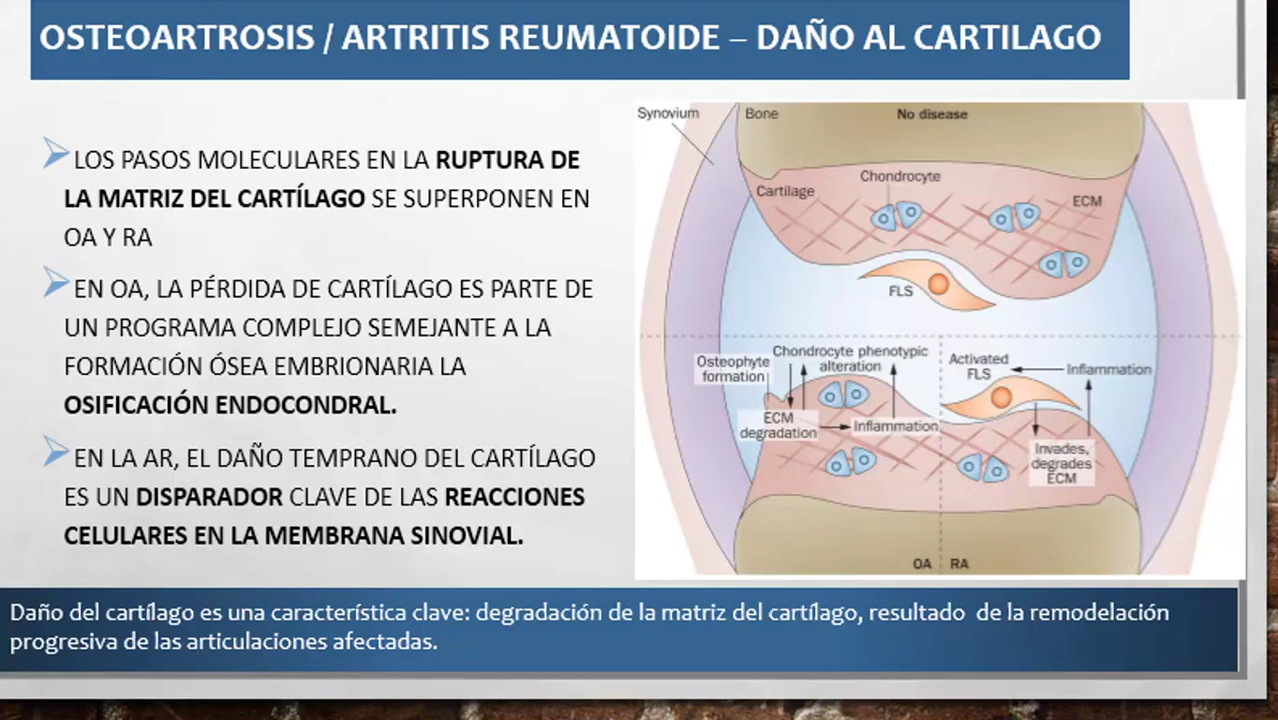 OSTEOARTROSIS / ARTRITIS REUMATOIDE – DAÑO AL CARTILAGO
LOS PASOS MOLECULARES EN LA RUPTURA DE
LA MATRIZ DEL CARTÍLAGO SE SUPERPONEN EN
OA Y RA
EN OA, LA PÉRDIDA DE CARTÍLAGO ES PARTE DE
UN PROGRAMA COMPLEJO SEMEJANTE A LA
FORMACIÓN ÓSEA EMBRIONARIA LA
OSIFICACIÓN ENDOCONDRAL.
EN LA AR, EL DAÑO TEMPRANO DEL CARTÍLAGO
ES UN DISPARADOR CLAVE DE LAS REACCIONES
CELULARES EN LA MEMBRANA SINOVIAL.
Synovium
Bone
No disease
Chondrocyte
Cartilage
ECM
FLS
Osteophyte
formation
Chondrocyte phenotypic
alteration
ECM
degradation
Inflammation
Activated
FLS
Inflammation
Invades,
degrades
ECM
OA
RA
Daño del cartílago es una característica clave: degradación de la matriz del cartílago, resultado de la remodelación
progresiva de las articulaciones afectadas.